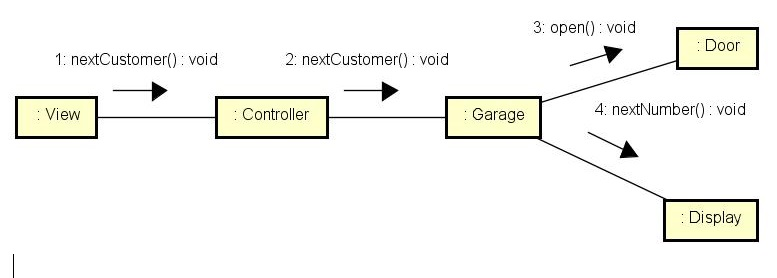 3: open() : void
: Door
1: nextCustomer() : void
2: nextCustomer() : void
: View
: Controller
: Garage
4: nextNumber() : void
: Display